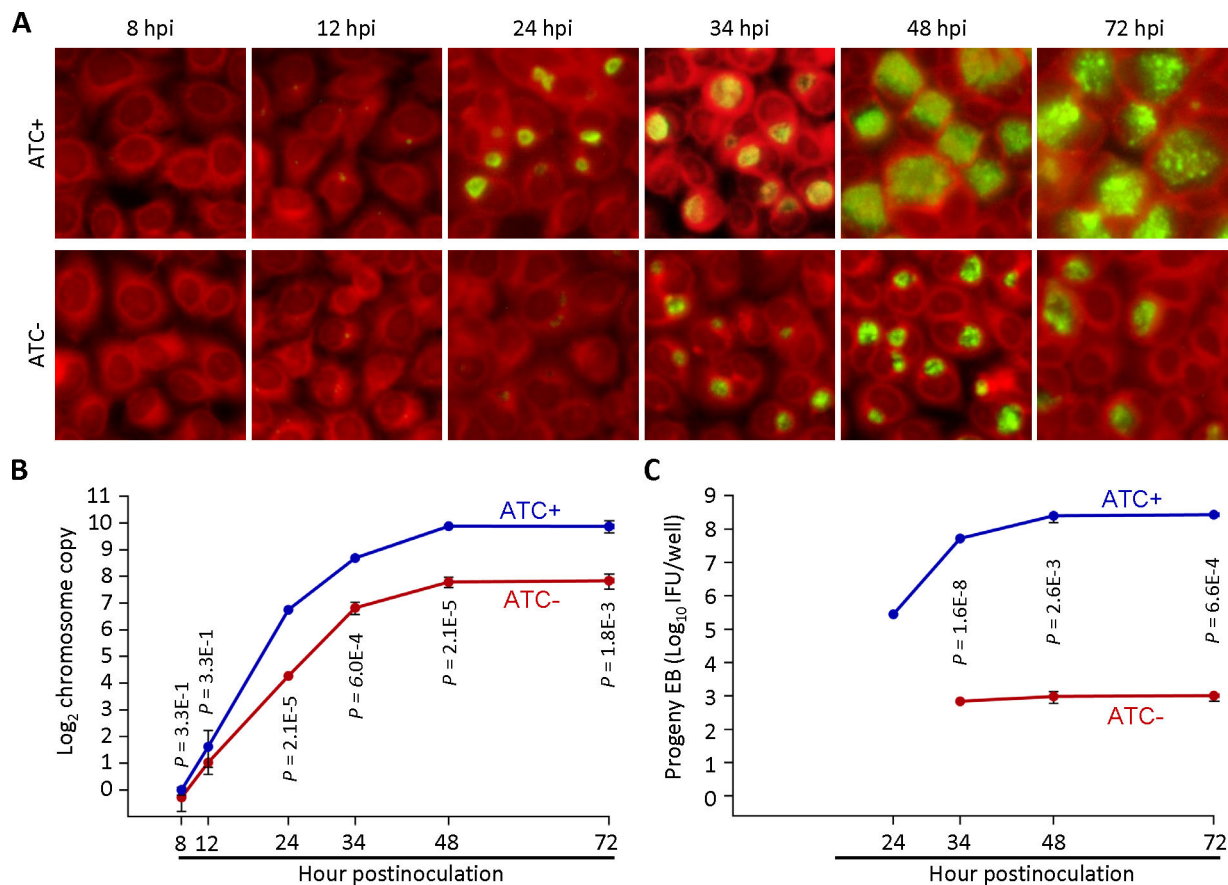 A
8 hpi 12 hpi 24 hpi 34 hpi 48 hpi 72 hpi
ATC+
ATC-
B
Log2 chromosome copy
11
10
9
8
7
6
5
4
3
2
1
0
ATC+
ATC-
P = 3.3E-1
P = 3.3E-1
P = 2.1E-5
P = 6.0E-4
P = 2.1E-5
P = 1.8E-3
8 12 24 34 48 72
Hour postinoculation
C
Progeny EB (Log10 IFU/well)
9
8
7
6
5
4
3
2
1
0
ATC+
P = 1.6E-8
P = 2.6E-3
P = 6.6E-4
ATC-
24 34 48 72
Hour postinoculation